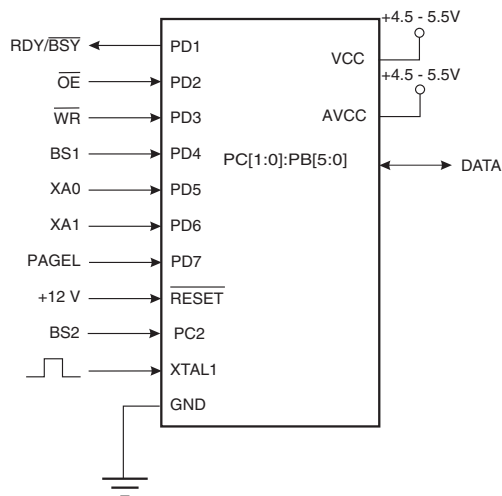 RDY/BSY PD1
OE PD2
WR PD3
BS1 PD4
XA0 PD5
XA1 PD6
PAGEL PD7
+12 V RESET
BS2 PC2
XTAL1
GND
+4.5 - 5.5V
VCC
+4.5 - 5.5V
AVCC
PC[1:0]:PB[5:0] DATA